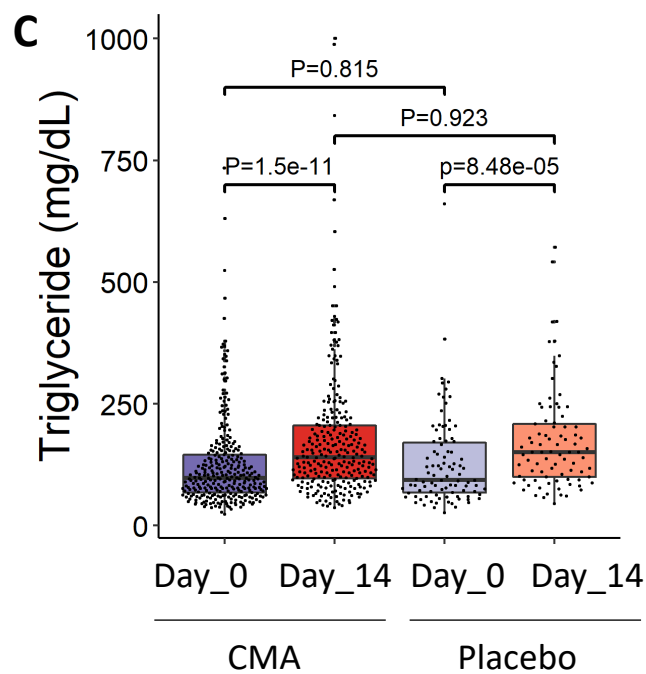 C
Triglyceride (mg/dL)
1000
750
500
250
0
P=0.815
P=0.923
P=1.5e-11
p=8.48e-05
Day_0
Day_14
Day_0
Day_14
CMA
Placebo